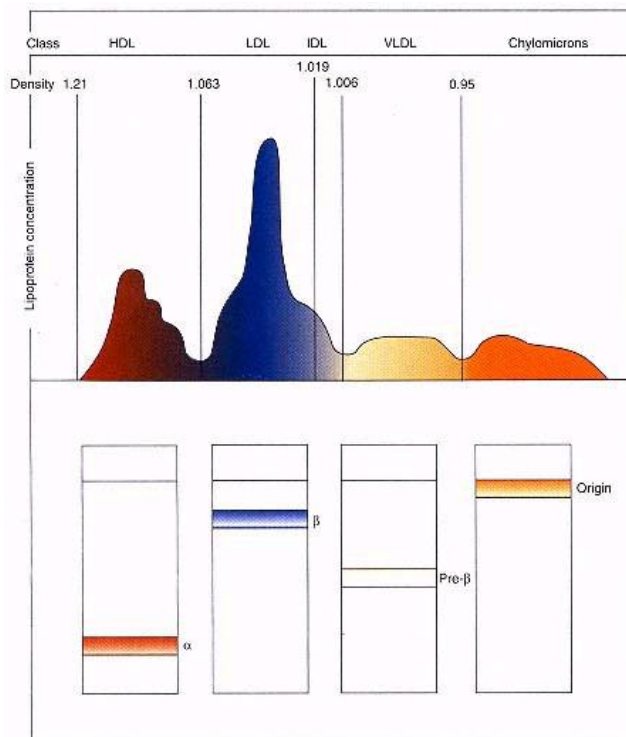 Class HDL LDL IDL VLDL Chylomicrons
1.019
Density 1.21 1.063 1.006 0.95
Lipoprotein concentration
Origin
β
Pre-β
α